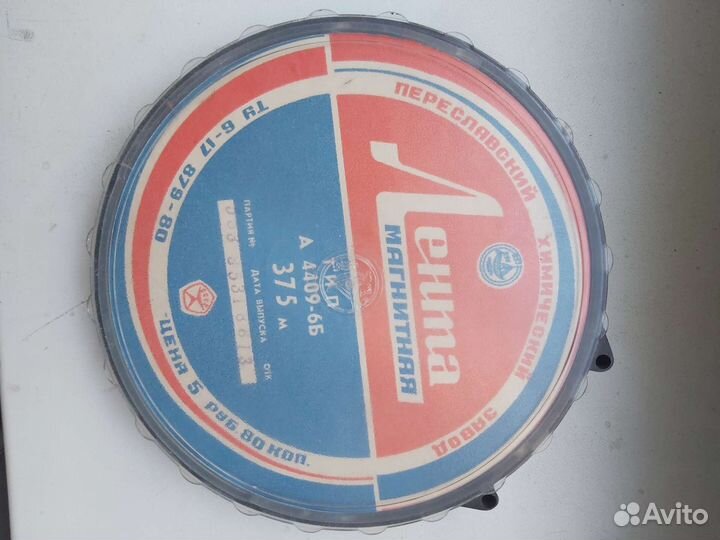 ПЕРЕСЛАВСКИЙ ХИМИЧЕСКИЙ ЗАВОД
Лента
МАГНИТНАЯ
ТИП
А 4409-6Б
375 м
ПАРТИЯ № ДАТА ВЫПУСКА ОТК
ТУ 6-17 879-80
ЦЕНА 5 РУБ 80 КОП.
Avito